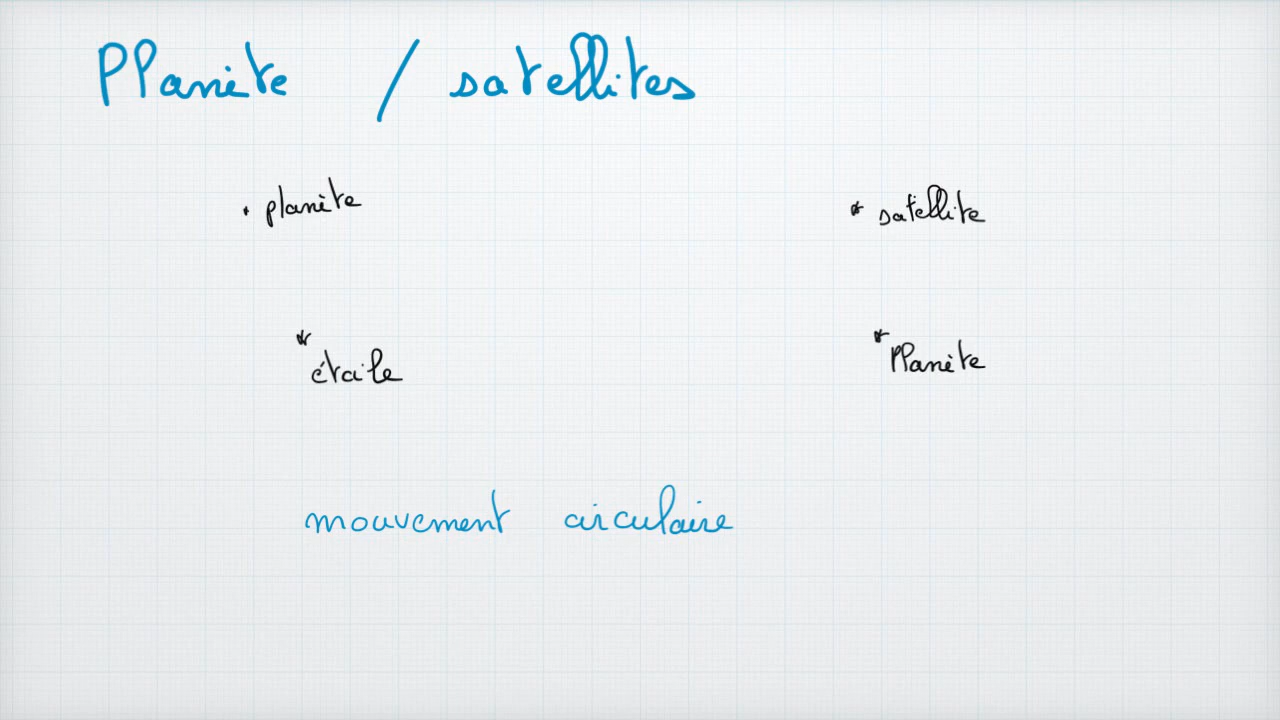 Planète / satellites
• planète * satellite
* étoile * Planète
mouvement circulaire